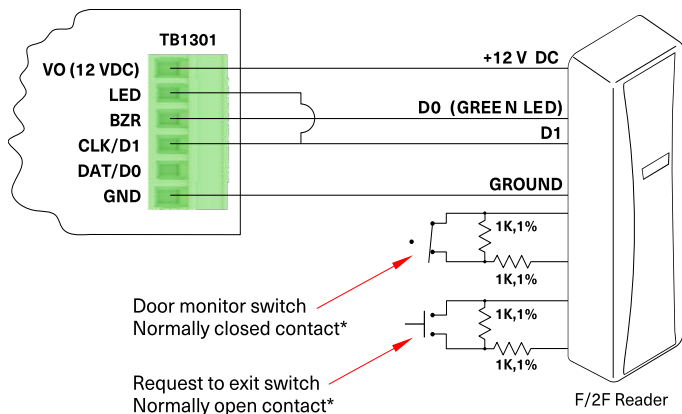 TB1301
VO (12 VDC)
LED
BZR
CLK/D1
DAT/D0
GND
+12 V DC
D0 (GREEN LED)
D1
GROUND
1K,1%
1K,1%
1K,1%
1K,1%
Door monitor switch
Normally closed contact*
Request to exit switch
Normally open contact*
F/2F Reader